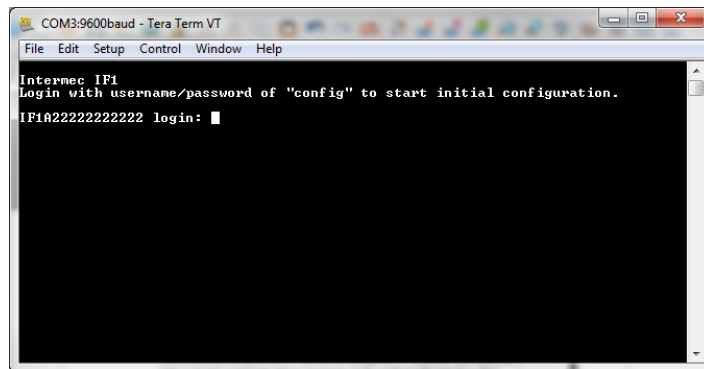 COM3:9600baud - Tera Term VT
File Edit Setup Control Window Help
Intermec IF1
Login with username/password of "config" to start initial configuration.
IF1A22222222222 login: